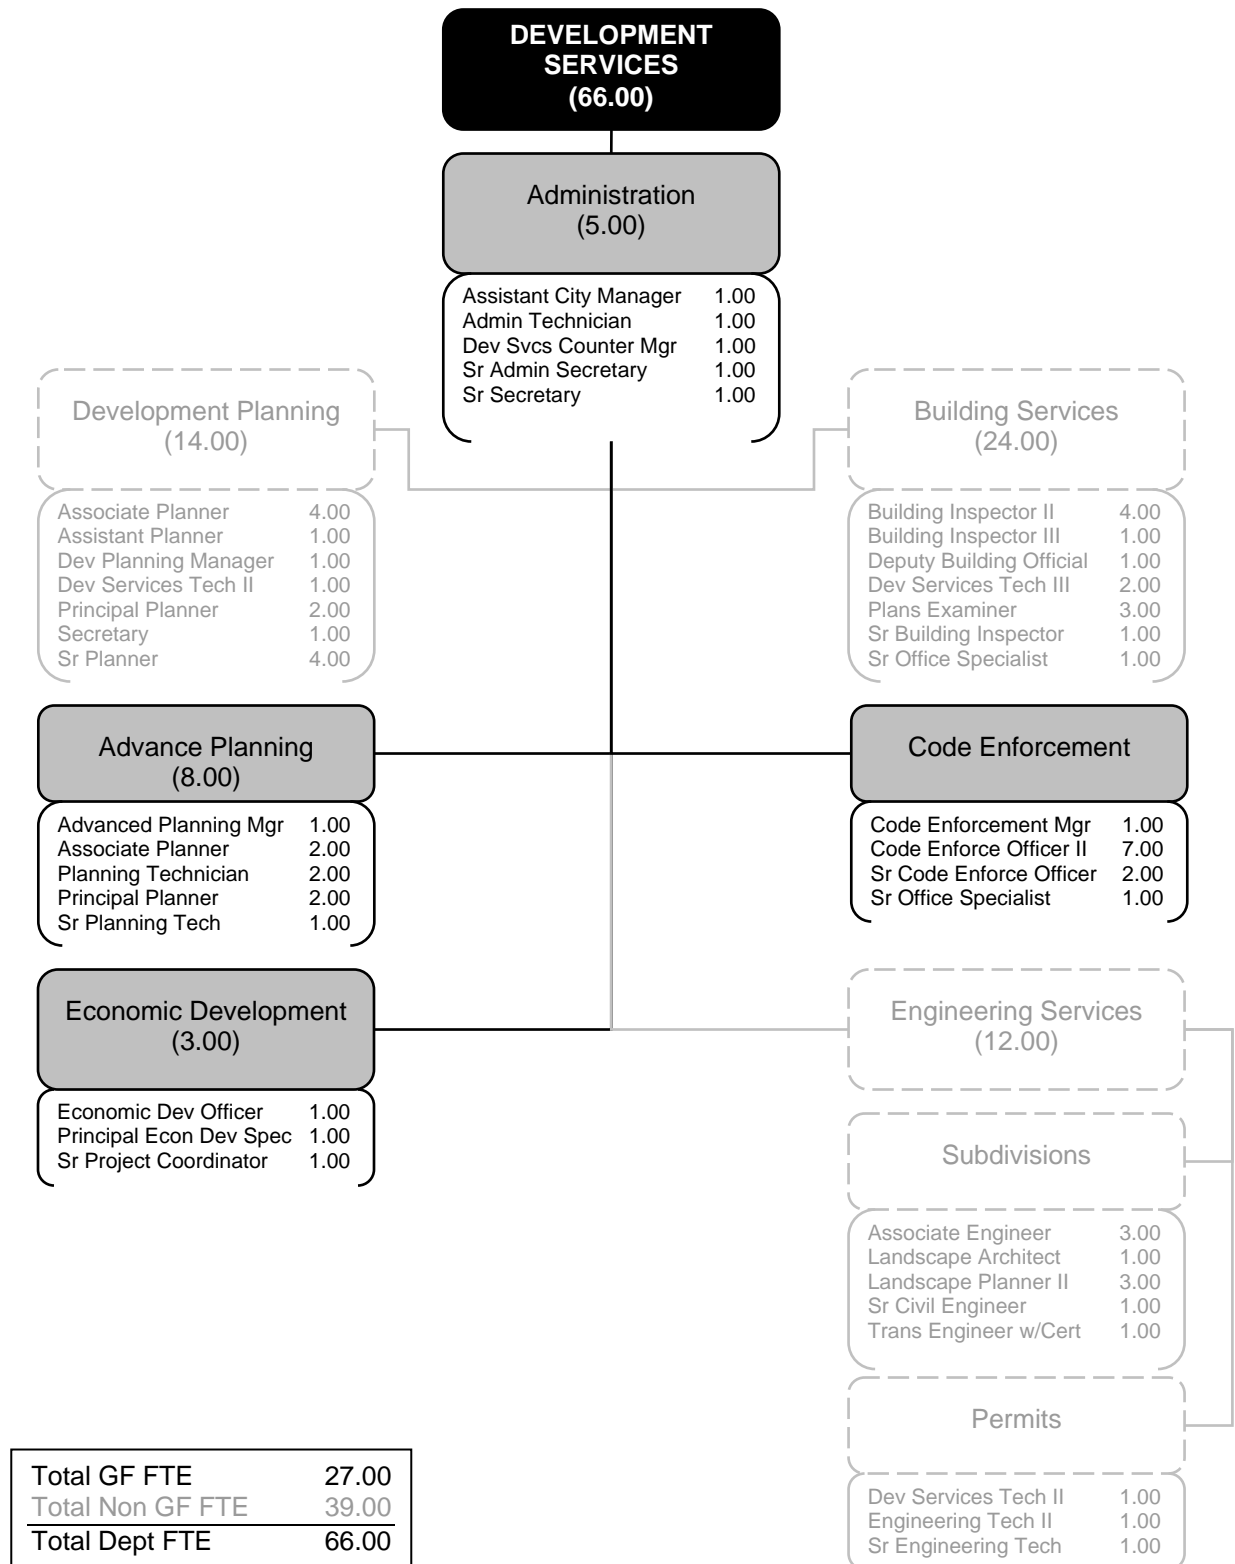 DEVELOPMENT
SERVICES
(66.00)
Administration
(5.00)
Assistant City Manager 1.00
Admin Technician 1.00
Dev Svcs Counter Mgr 1.00
Sr Admin Secretary 1.00
Sr Secretary 1.00
Development Planning
(14.00)
Associate Planner 4.00
Assistant Planner 1.00
Dev Planning Manager 1.00
Dev Services Tech II 1.00
Principal Planner 2.00
Secretary 1.00
Sr Planner 4.00
Building Services
(24.00)
Building Inspector II 4.00
Building Inspector III 1.00
Deputy Building Official 1.00
Dev Services Tech III 2.00
Plans Examiner 3.00
Sr Building Inspector 1.00
Sr Office Specialist 1.00
Advance Planning
(8.00)
Advanced Planning Mgr 1.00
Associate Planner 2.00
Planning Technician 2.00
Principal Planner 2.00
Sr Planning Tech 1.00
Code Enforcement
Code Enforcement Mgr 1.00
Code Enforce Officer II 7.00
Sr Code Enforce Officer 2.00
Sr Office Specialist 1.00
Economic Development
(3.00)
Economic Dev Officer 1.00
Principal Econ Dev Spec 1.00
Sr Project Coordinator 1.00
Engineering Services
(12.00)
Subdivisions
Associate Engineer 3.00
Landscape Architect 1.00
Landscape Planner II 3.00
Sr Civil Engineer 1.00
Trans Engineer w/Cert 1.00
Permits
Dev Services Tech II 1.00
Engineering Tech II 1.00
Sr Engineering Tech 1.00
Total GF FTE 27.00
Total Non GF FTE 39.00
Total Dept FTE 66.00